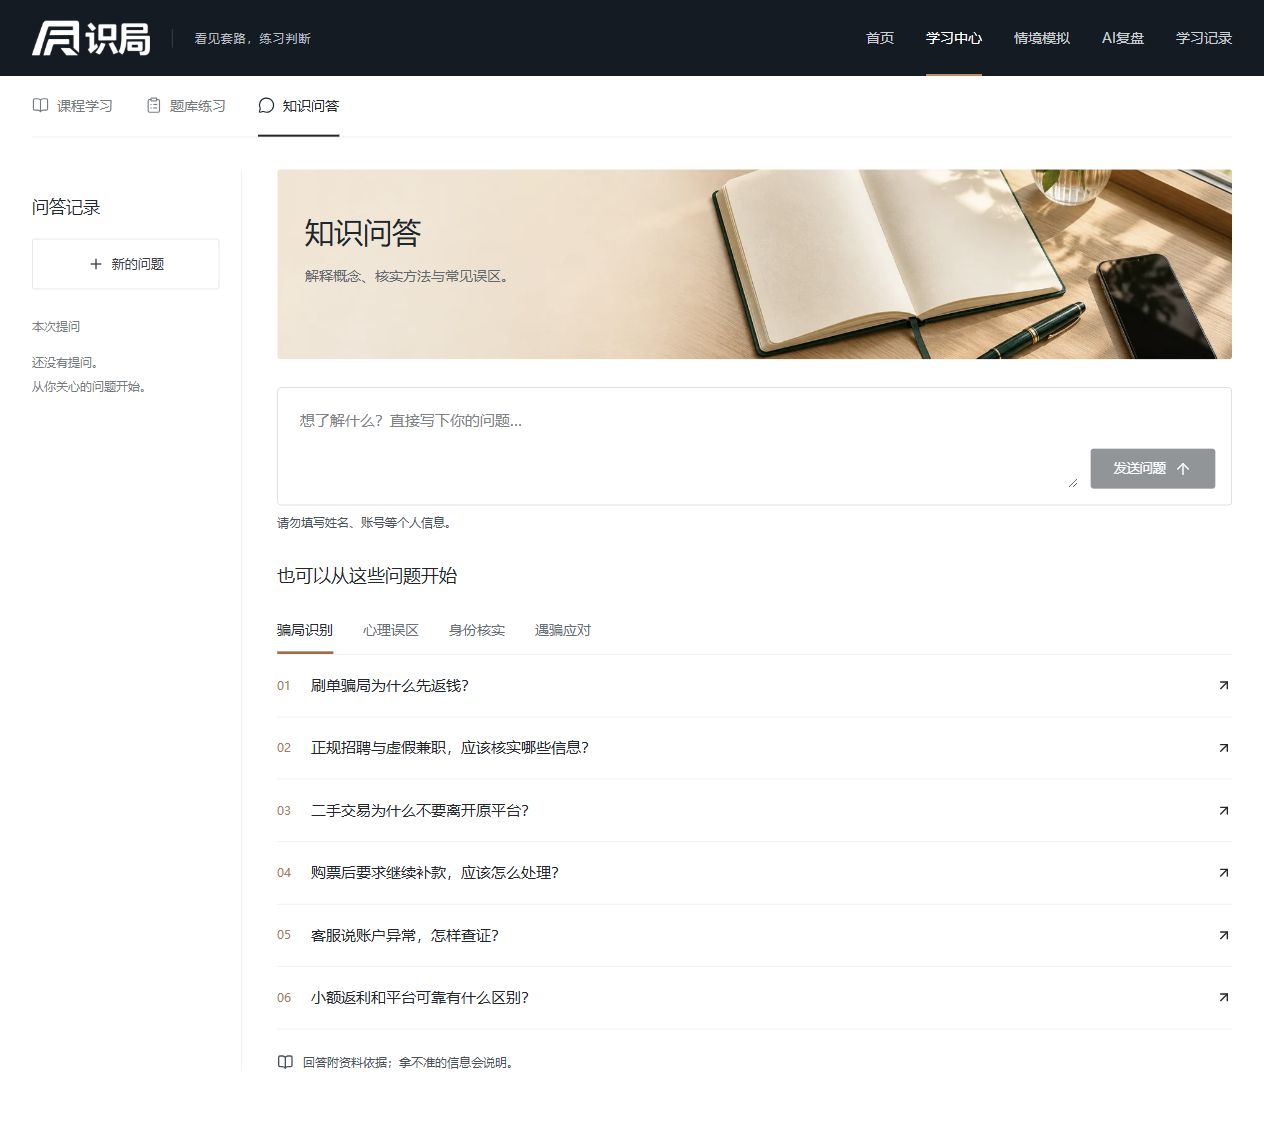 识局
看见套路，练习判断
首页
学习中心
情境模拟
AI复盘
学习记录
课程学习
题库练习
知识问答
问答记录
新的问题
本次提问
还没有提问。
从你关心的问题开始。
知识问答
解释概念、核实方法与常见误区。
想了解什么？直接写下你的问题...
发送问题
请勿填写姓名、账号等个人信息。
也可以从这些问题开始
骗局识别
心理误区
身份核实
遇骗应对
01 刷单骗局为什么先返钱？
02 正规招聘与虚假兼职，应该核实哪些信息？
03 二手交易为什么不要离开原平台？
04 购票后要求继续补款，应该怎么处理？
05 客服说账户异常，怎样查证？
06 小额返利和平台可靠有什么区别？
回答附资料依据；拿不准的信息会说明。